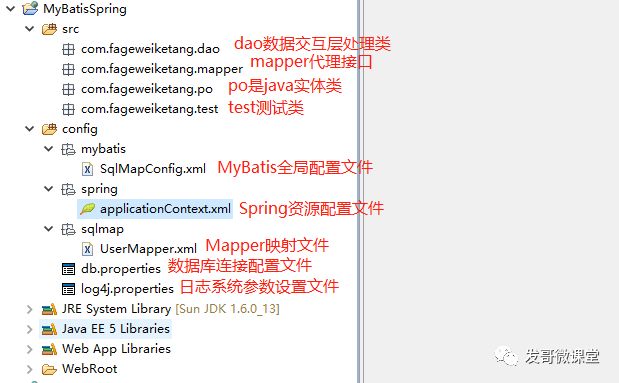 MyBatisSpring
src
com.fageweiketang.dao dao数据交互层处理类
com.fageweiketang.mapper mapper代理接口
com.fageweiketang.po po是java实体类
com.fageweiketang.test test测试类
config
mybatis
SqlMapConfig.xml MyBatis全局配置文件
spring
applicationContext.xml Spring资源配置文件
sqlmap
UserMapper.xml Mapper映射文件
db.properties 数据库连接配置文件
log4j.properties 日志系统参数设置文件
JRE System Library [Sun JDK 1.6.0_13]
Java EE 5 Libraries
Web App Libraries
WebRoot
发哥微课堂